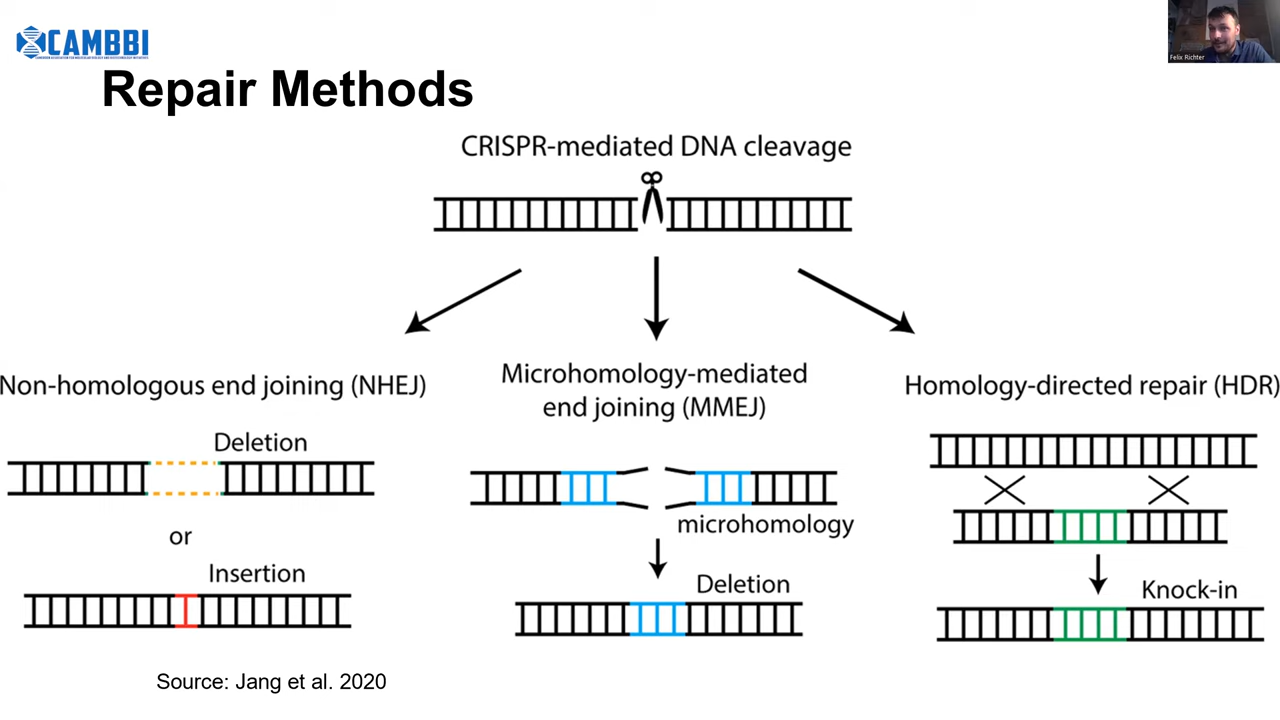 CAMBBI
Repair Methods
Felix Richter
CRISPR-mediated DNA cleavage
Non-homologous end joining (NHEJ)
Deletion
or
Insertion
Microhomology-mediated
end joining (MMEJ)
microhomology
Deletion
Homology-directed repair (HDR)
Knock-in
Source: Jang et al. 2020